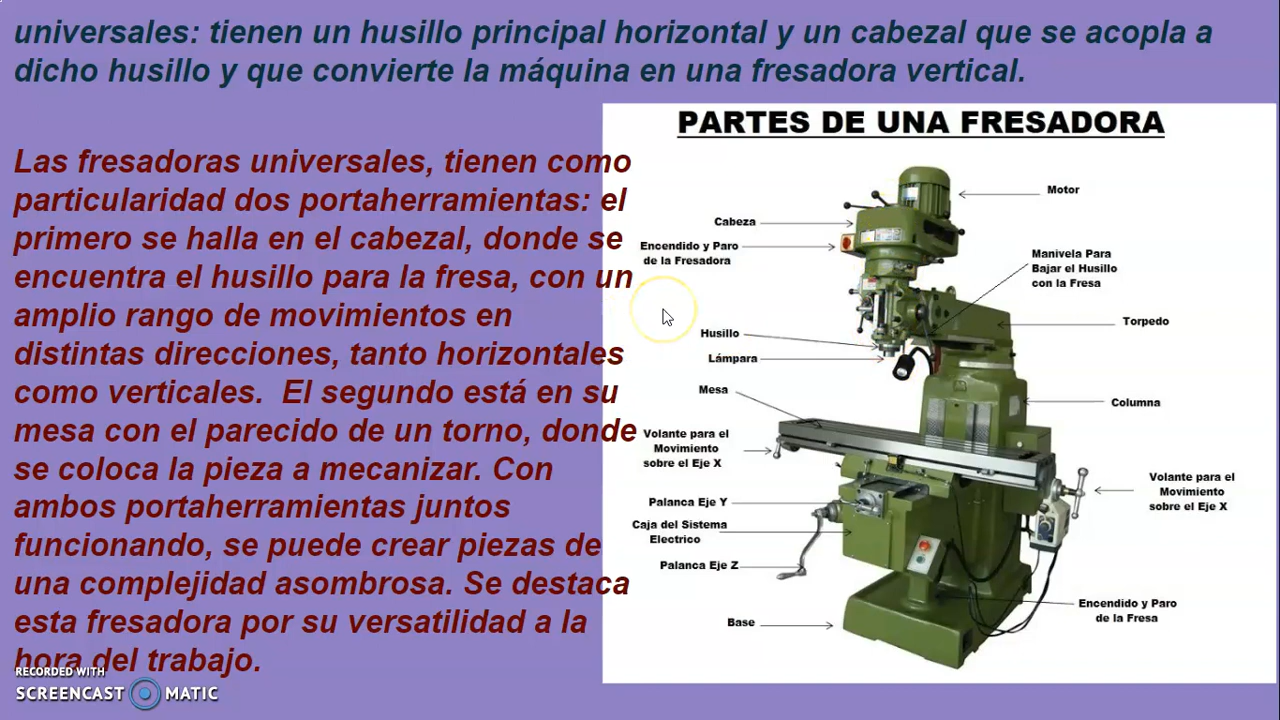 universales: tienen un husillo principal horizontal y un cabezal que se acopla a
dicho husillo y que convierte la máquina en una fresadora vertical.
Las fresadoras universales, tienen como
particularidad dos portaherramientas: el
primero se halla en el cabezal, donde se
encuentra el husillo para la fresa, con un
amplio rango de movimientos en
distintas direcciones, tanto horizontales
como verticales. El segundo está en su
mesa con el parecido de un torno, donde
se coloca la pieza a mecanizar. Con
ambos portaherramientas juntos
funcionando, se puede crear piezas de
una complejidad asombrosa. Se destaca
esta fresadora por su versatilidad a la
hora del trabajo.
PARTES DE UNA FRESADORA
Motor
Cabeza
Encendido y Paro
de la Fresadora
Manivela Para
Bajar el Husillo
con la Fresa
Husillo
Torpedo
Lámpara
Mesa
Columna
Volante para el
Movimiento
sobre el Eje X
Volante para el
Movimiento
sobre el Eje X
Palanca Eje Y
Caja del Sistema
Electrico
Palanca Eje Z
Encendido y Paro
de la Fresa
Base
RECORDED WITH
SCREENCAST MATIC